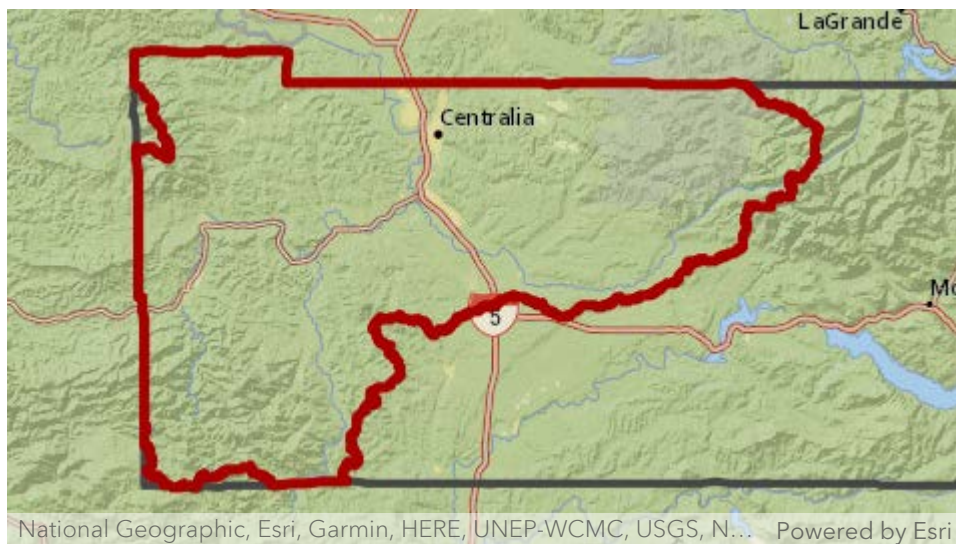 LaGrande
Centralia
Mo
5
National Geographic, Esri, Garmin, HERE, UNEP-WCMC, USGS, N... Powered by Esri